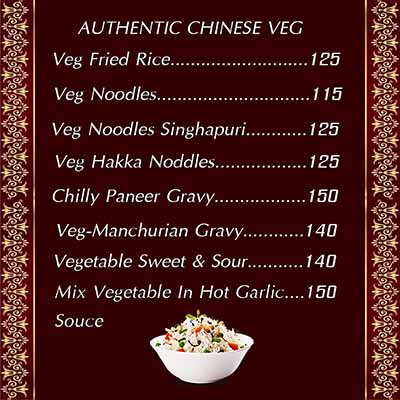 AUTHENTIC CHINESE VEG
Veg Fried Rice...........................125
Veg Noodles..............................115
Veg Noodles Singhapuri............125
Veg Hakka Noddles..................125
Chilly Paneer Gravy..................150
Veg-Manchurian Gravy............140
Vegetable Sweet & Sour...........140
Mix Vegetable In Hot Garlic....150
Souce